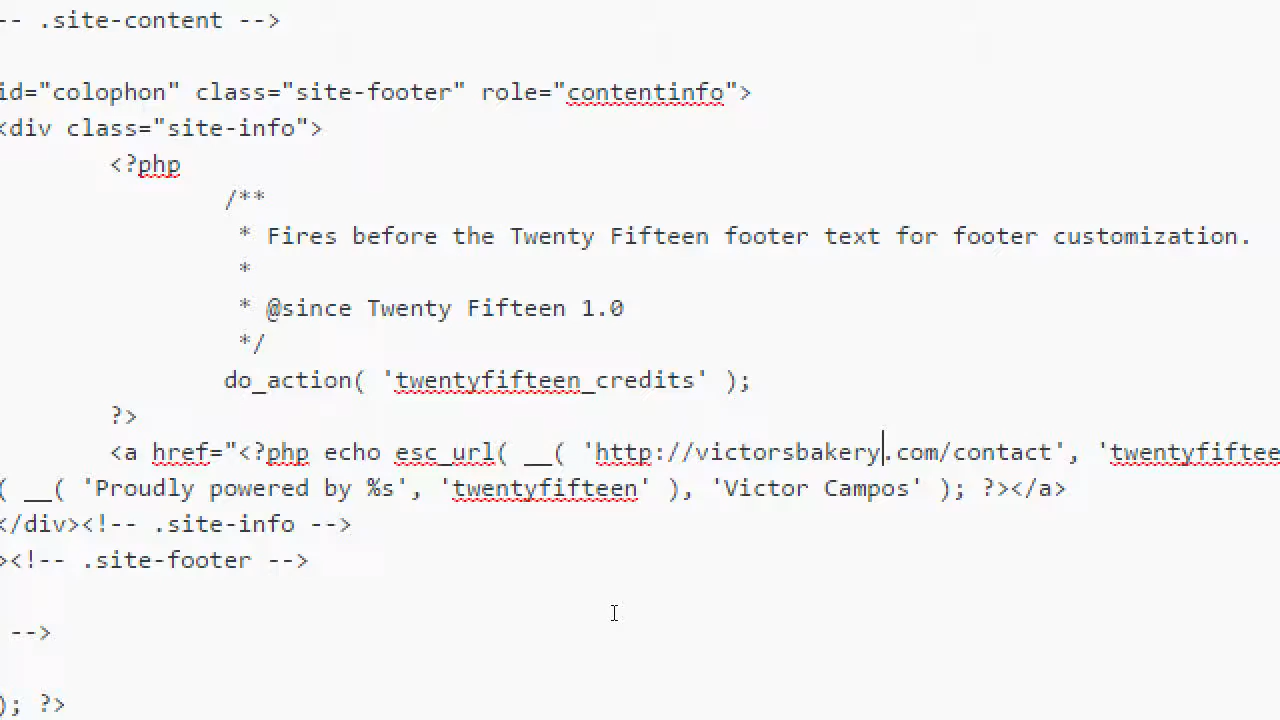 -- .site-content -->
id="colophon" class="site-footer" role="contentinfo">
<div class="site-info">
<?php
/**
* Fires before the Twenty Fifteen footer text for footer customization.
*
* @since Twenty Fifteen 1.0
*/
do_action( 'twentyfifteen_credits' );
?>
<a href="<?php echo esc_url( __( 'http://victorsbakery.com/contact', 'twentyfiftee
( __( 'Proudly powered by %s', 'twentyfifteen' ), 'Victor Campos' ); ?></a>
</div><!-- .site-info -->
><!-- .site-footer -->
-->
); ?>